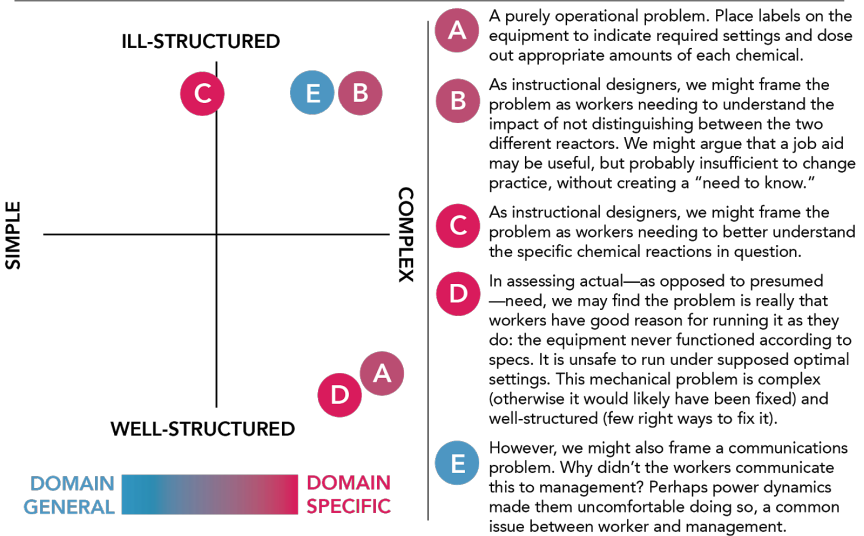 ILL-STRUCTURED
C
E
B
SIMPLE
COMPLEX
D
A
WELL-STRUCTURED
DOMAIN
GENERAL
DOMAIN
SPECIFIC
A
A purely operational problem. Place labels on the
equipment to indicate required settings and dose
out appropriate amounts of each chemical.
B
As instructional designers, we might frame the
problem as workers needing to understand the
impact of not distinguishing between the two
different reactors. We might argue that a job aid
may be useful, but probably insufficient to change
practice, without creating a “need to know.”
C
As instructional designers, we might frame the
problem as workers needing to better understand
the specific chemical reactions in question.
D
In assessing actual—as opposed to presumed
—need, we may find the problem is really that
workers have good reason for running it as they
do: the equipment never functioned according to
specs. It is unsafe to run under supposed optimal
settings. This mechanical problem is complex
(otherwise it would likely have been fixed) and
well-structured (few right ways to fix it).
E
However, we might also frame a communications
problem. Why didn’t the workers communicate
this to management? Perhaps power dynamics
made them uncomfortable doing so, a common
issue between worker and management.